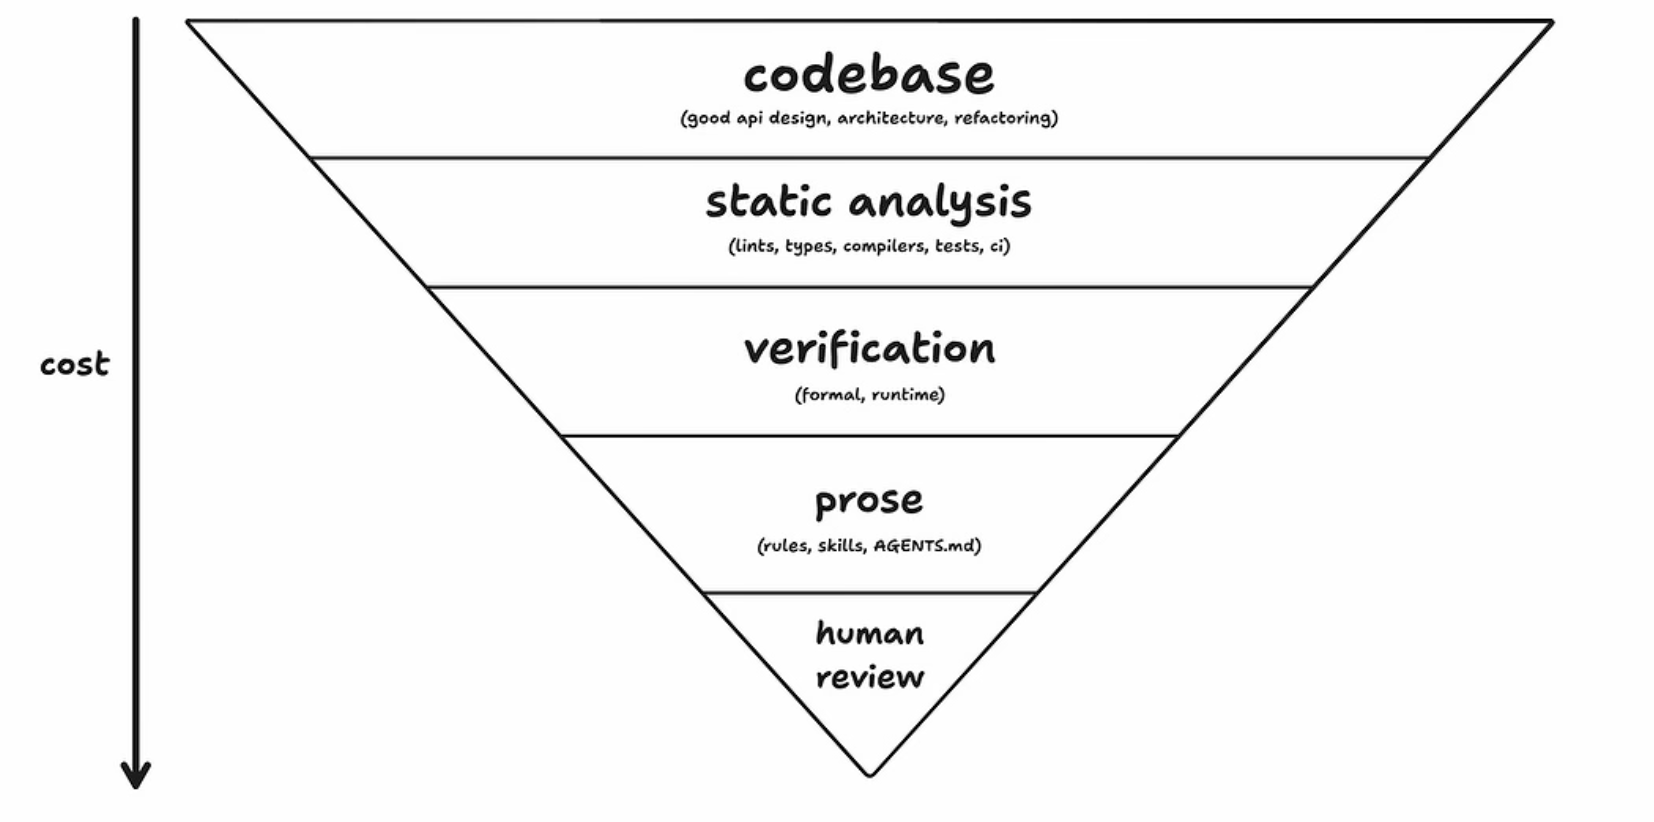 codebase
(good api design, architecture, refactoring)
static analysis
(lints, types, compilers, tests, ci)
cost
verification
(formal, runtime)
prose
(rules, skills, AGENTS.md)
human
review